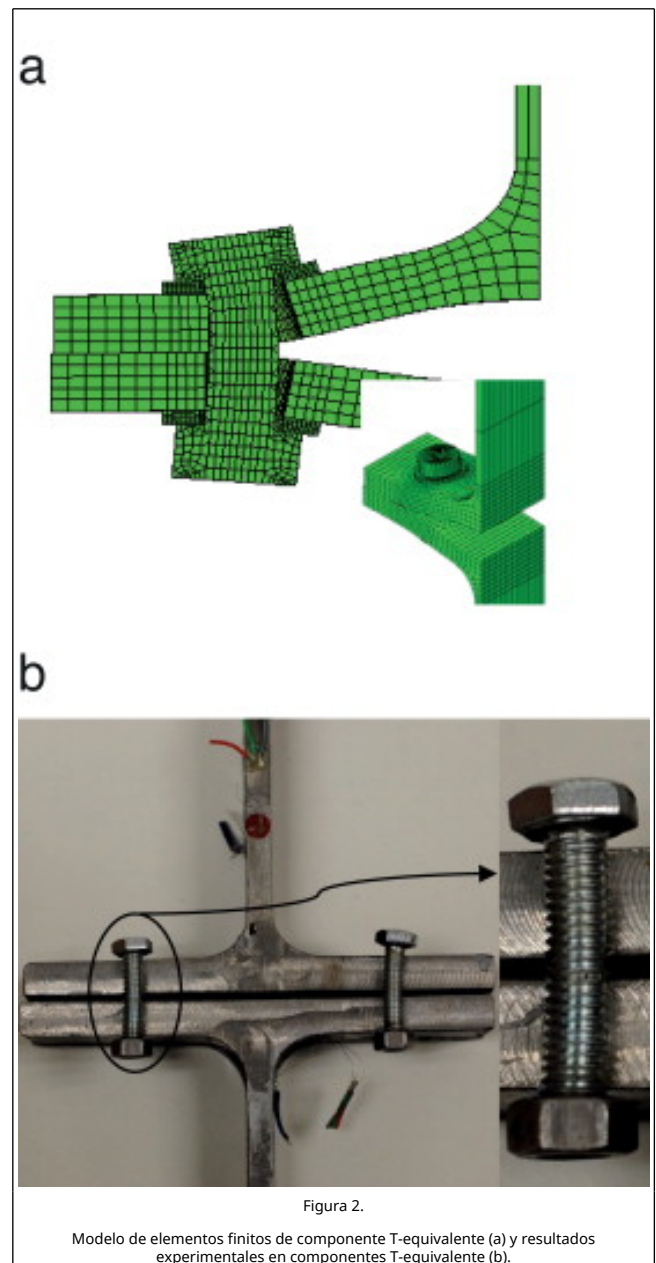 a
b
Figura 2.
Modelo de elementos finitos de componente T-equivalente (a) y resultados
experimentales en componentes T-equivalente (b).